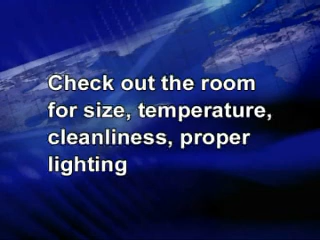 Check out the room
for size, temperature,
cleanliness, proper
lighting